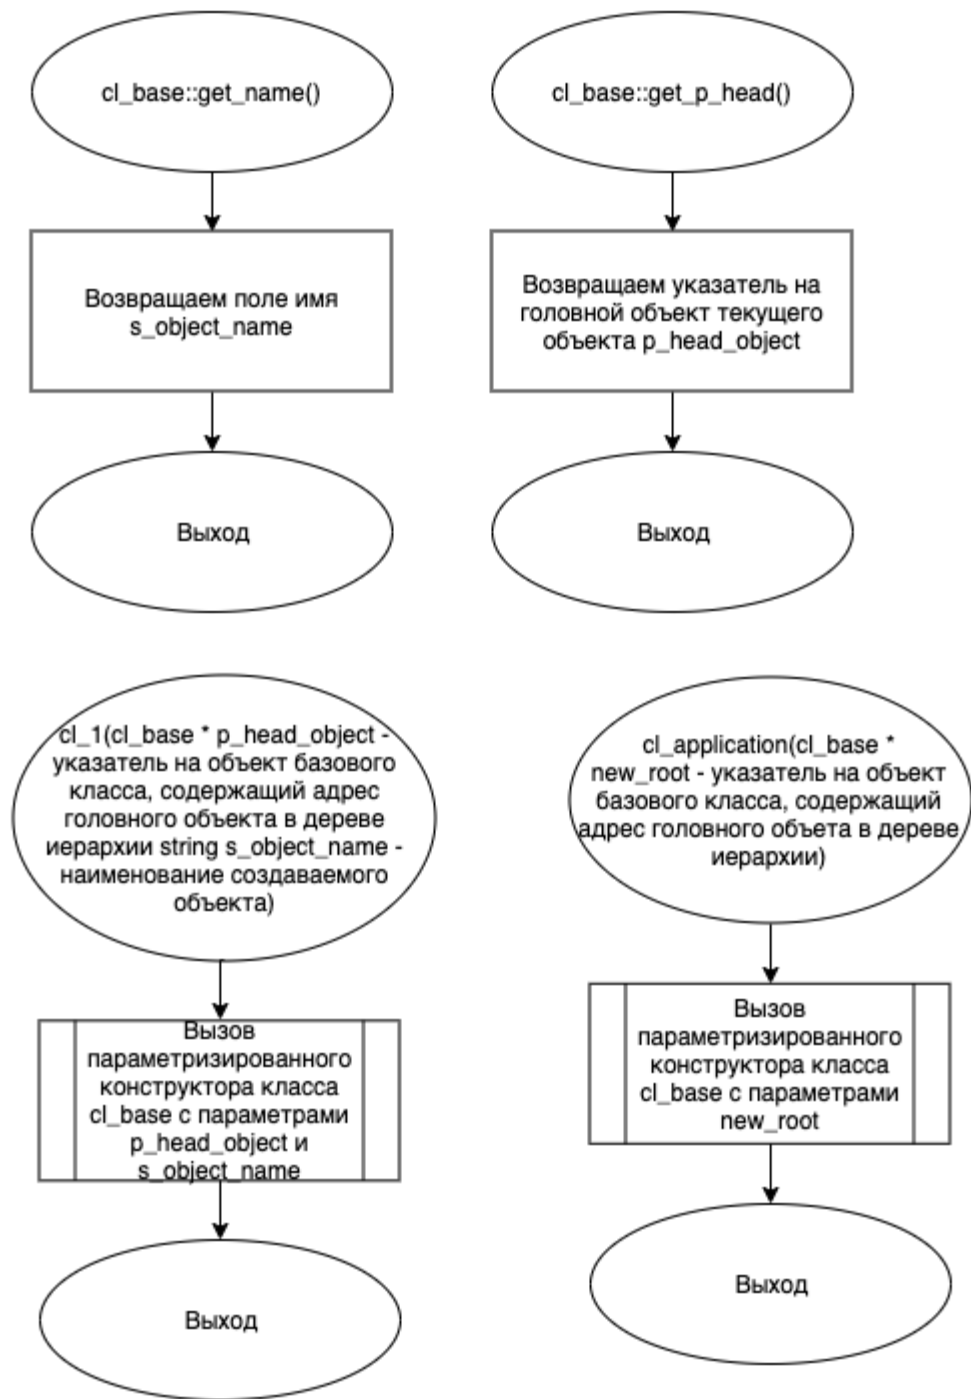 cl_base::get_name()
Возвращаем поле имя
s_object_name
Выход
cl_base::get_p_head()
Возвращаем указатель на
головной объект текущего
объекта p_head_object
Выход
cl_1(cl_base * p_head_object -
указатель на объект базового
класса, содержащий адрес
головного объекта в дереве
иерархии string s_object_name -
наименование создаваемого
объекта)
Вызов
параметризированного
конструктора класса
cl_base с параметрами
p_head_object и
s_object_name
Выход
cl_application(cl_base *
new_root - указатель на объект
базового класса, содержащий
адрес головного объета в дереве
иерархии)
Вызов
параметризированного
конструктора класса
cl_base с параметрами
new_root
Выход